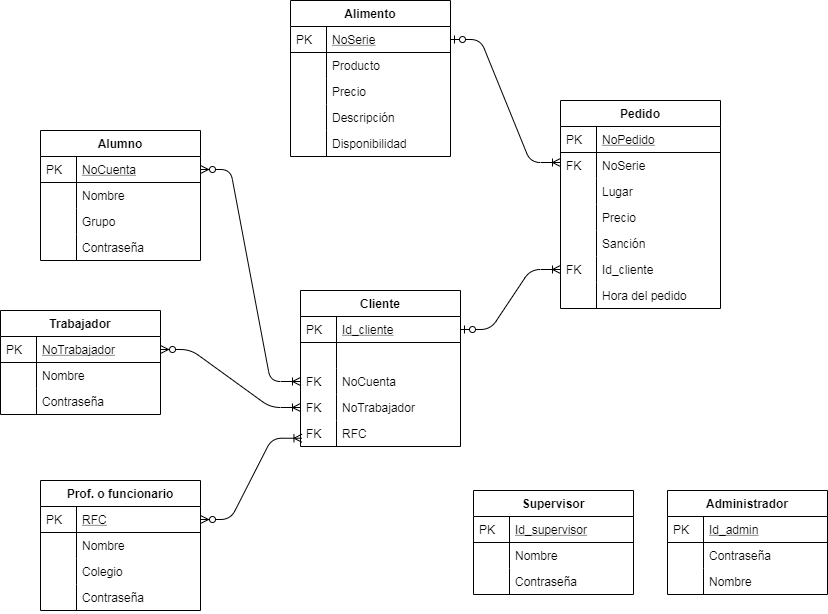 Alimento
PK NoSerie
Producto
Precio
Descripción
Disponibilidad
Pedido
PK NoPedido
FK NoSerie
Lugar
Precio
Sanción
FK Id_cliente
Hora del pedido
Alumno
PK NoCuenta
Nombre
Grupo
Contraseña
Cliente
PK Id_cliente
FK NoCuenta
FK NoTrabajador
FK RFC
Trabajador
PK NoTrabajador
Nombre
Contraseña
Prof. o funcionario
PK RFC
Nombre
Colegio
Contraseña
Supervisor
PK Id_supervisor
Nombre
Contraseña
Administrador
PK Id_admin
Contraseña
Nombre